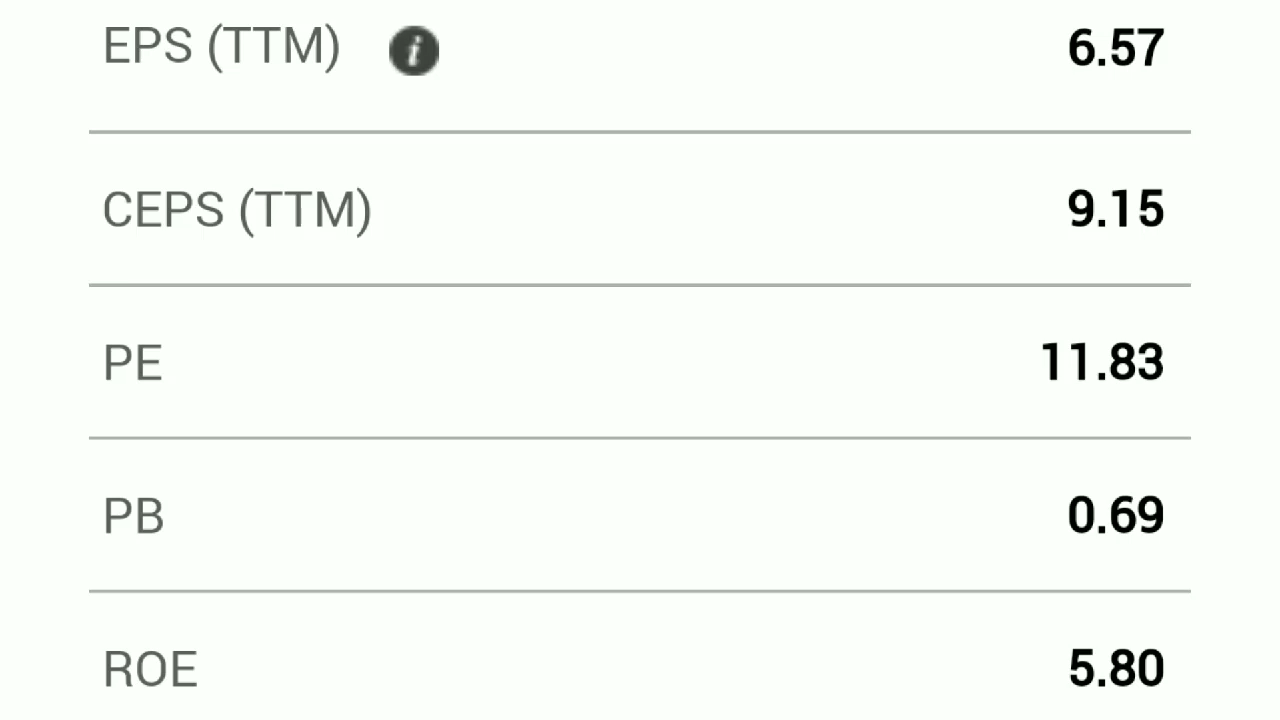 EPS (TTM) i 6.57
CEPS (TTM) 9.15
PE 11.83
PB 0.69
ROE 5.80